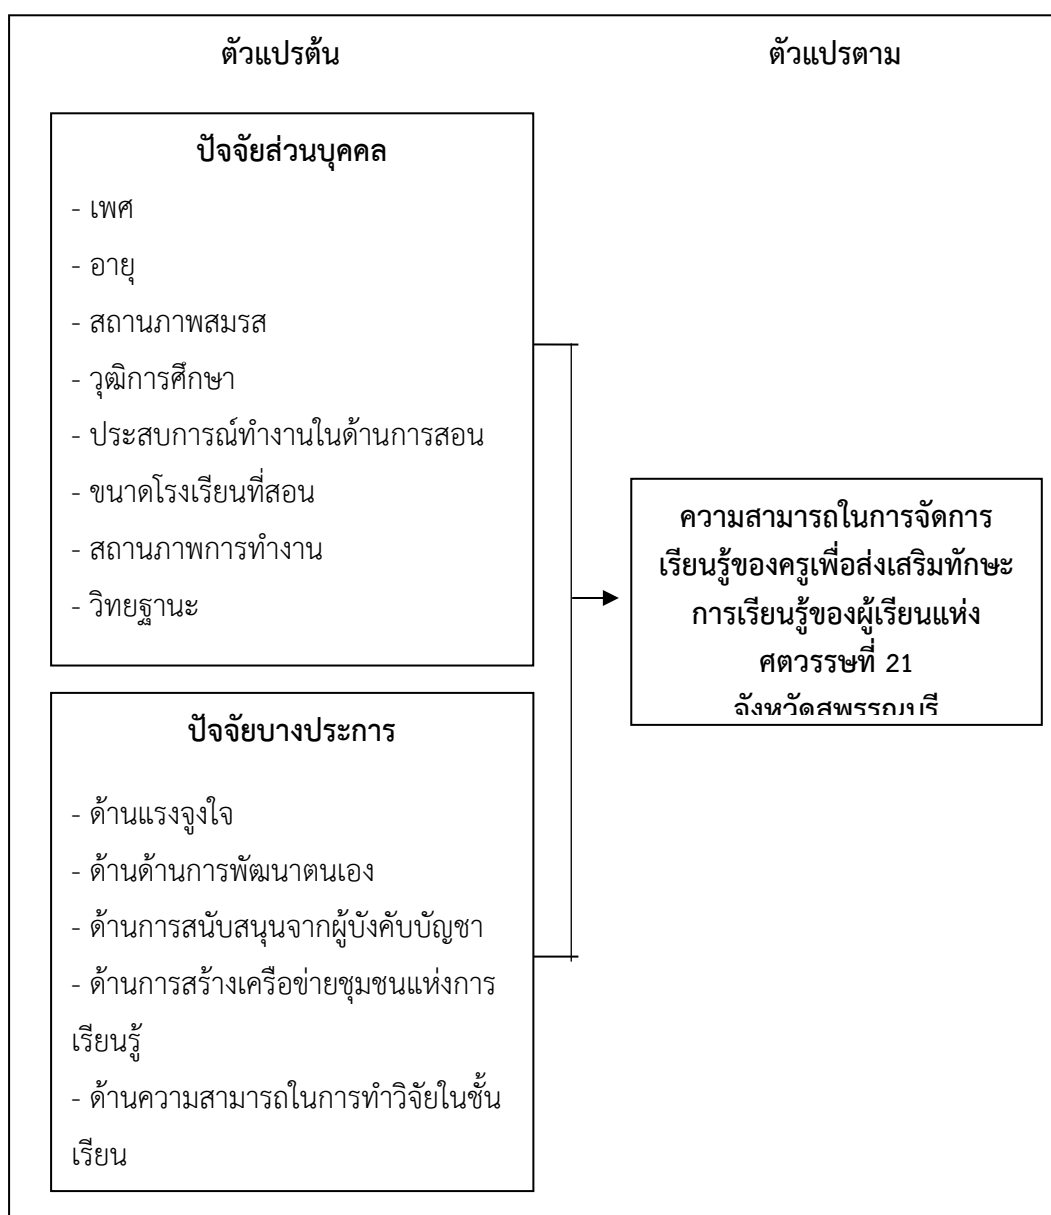 ตัวแปรต้น
ตัวแปรตาม
ปัจจัยส่วนบุคคล
- เพศ
- อายุ
- สถานภาพสมรส
- วุฒิการศึกษา
- ประสบการณ์ทำงานในด้านการสอน
- ขนาดโรงเรียนที่สอน
- สถานภาพการทำงาน
- วิทยฐานะ
ปัจจัยบางประการ
- ด้านแรงจูงใจ
- ด้านด้านการพัฒนาตนเอง
- ด้านการสนับสนุนจากผู้บังคับบัญชา
- ด้านการสร้างเครือข่ายชุมชนแห่งการ
เรียนรู้
- ด้านความสามารถในการทำวิจัยในชั้น
เรียน
ความสามารถในการจัดการ
เรียนรู้ของครูเพื่อส่งเสริมทักษะ
การเรียนรู้ของผู้เรียนแห่ง
ศตวรรษที่ 21
จังหวัดสุพรรณบุรี